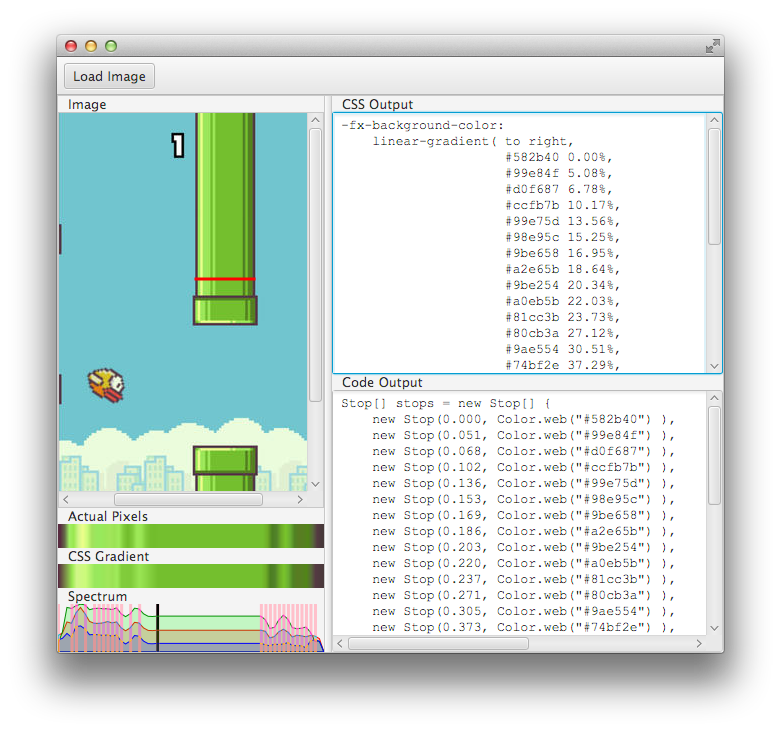 Load Image
Image
1
Actual Pixels
CSS Gradient
Spectrum
CSS Output
-fx-background-color:
    linear-gradient( to right,
                     #582b40 0.00%,
                     #99e84f 5.08%,
                     #d0f687 6.78%,
                     #ccfb7b 10.17%,
                     #99e75d 13.56%,
                     #98e95c 15.25%,
                     #9be658 16.95%,
                     #a2e65b 18.64%,
                     #9be254 20.34%,
                     #a0eb5b 22.03%,
                     #81cc3b 23.73%,
                     #80cb3a 27.12%,
                     #9ae554 30.51%,
                     #74bf2e 37.29%,
Code Output
Stop[] stops = new Stop[] {
    new Stop(0.000, Color.web("#582b40") ),
    new Stop(0.051, Color.web("#99e84f") ),
    new Stop(0.068, Color.web("#d0f687") ),
    new Stop(0.102, Color.web("#ccfb7b") ),
    new Stop(0.136, Color.web("#99e75d") ),
    new Stop(0.153, Color.web("#98e95c") ),
    new Stop(0.169, Color.web("#9be658") ),
    new Stop(0.186, Color.web("#a2e65b") ),
    new Stop(0.203, Color.web("#9be254") ),
    new Stop(0.220, Color.web("#a0eb5b") ),
    new Stop(0.237, Color.web("#81cc3b") ),
    new Stop(0.271, Color.web("#80cb3a") ),
    new Stop(0.305, Color.web("#9ae554") ),
    new Stop(0.373, Color.web("#74bf2e") ),